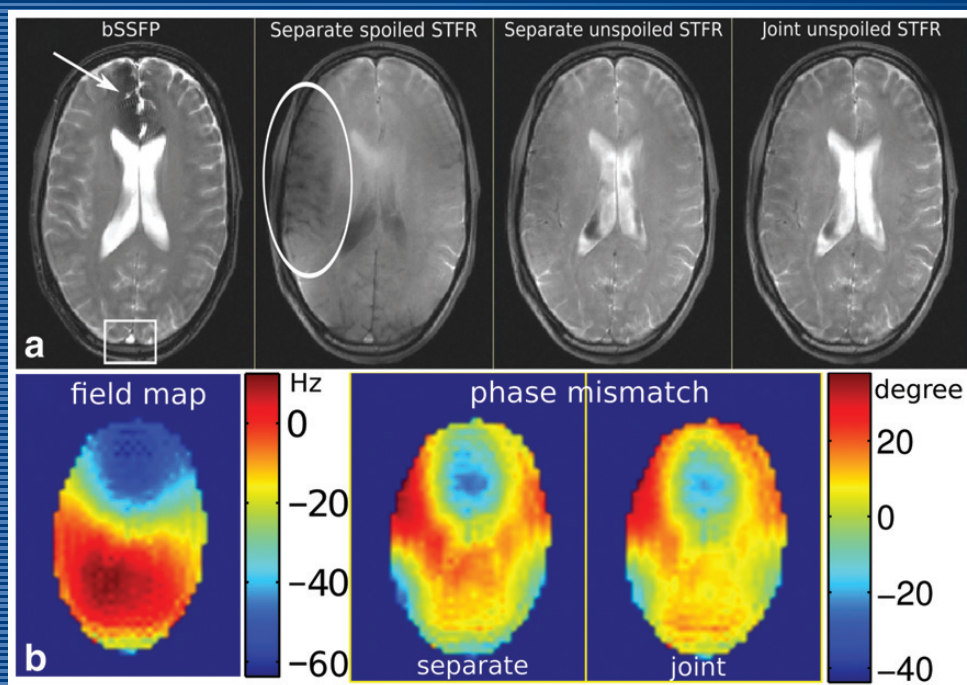 bSSFP
Separate spoiled STFR
Separate unspoiled STFR
Joint unspoiled STFR
a
field map
Hz
0
−20
−40
−60
phase mismatch
separate
joint
degree
20
0
−20
−40
b